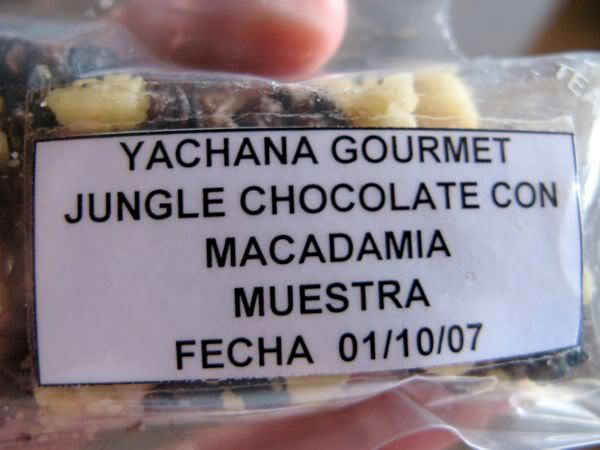 YACHANA GOURMET
JUNGLE CHOCOLATE CON
MACADAMIA
MUESTRA
FECHA 01/10/07